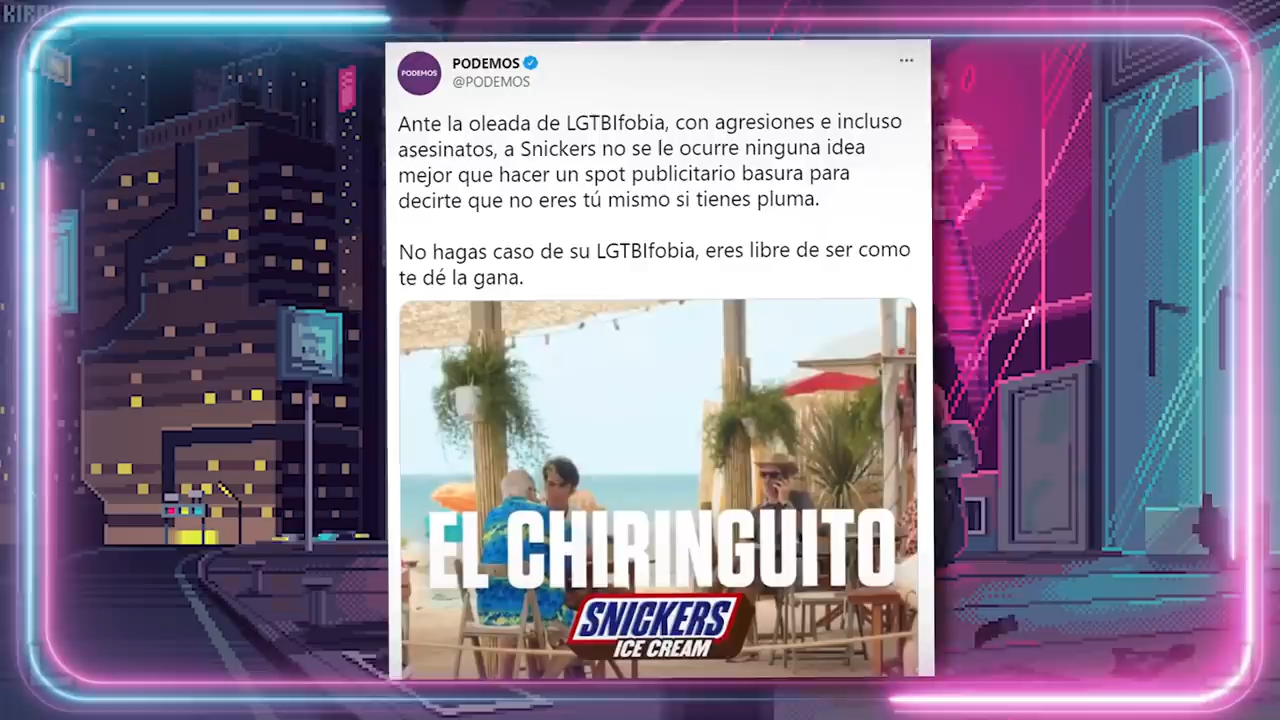 PODEMOS
PODEMOS
@PODEMOS
Ante la oleada de LGTBIfobia, con agresiones e incluso
asesinatos, a Snickers no se le ocurre ninguna idea
mejor que hacer un spot publicitario basura para
decirte que no eres tú mismo si tienes pluma.
No hagas caso de su LGTBIfobia, eres libre de ser como
te dé la gana.
EL CHIRINGUITO
SNICKERS
ICE CREAM